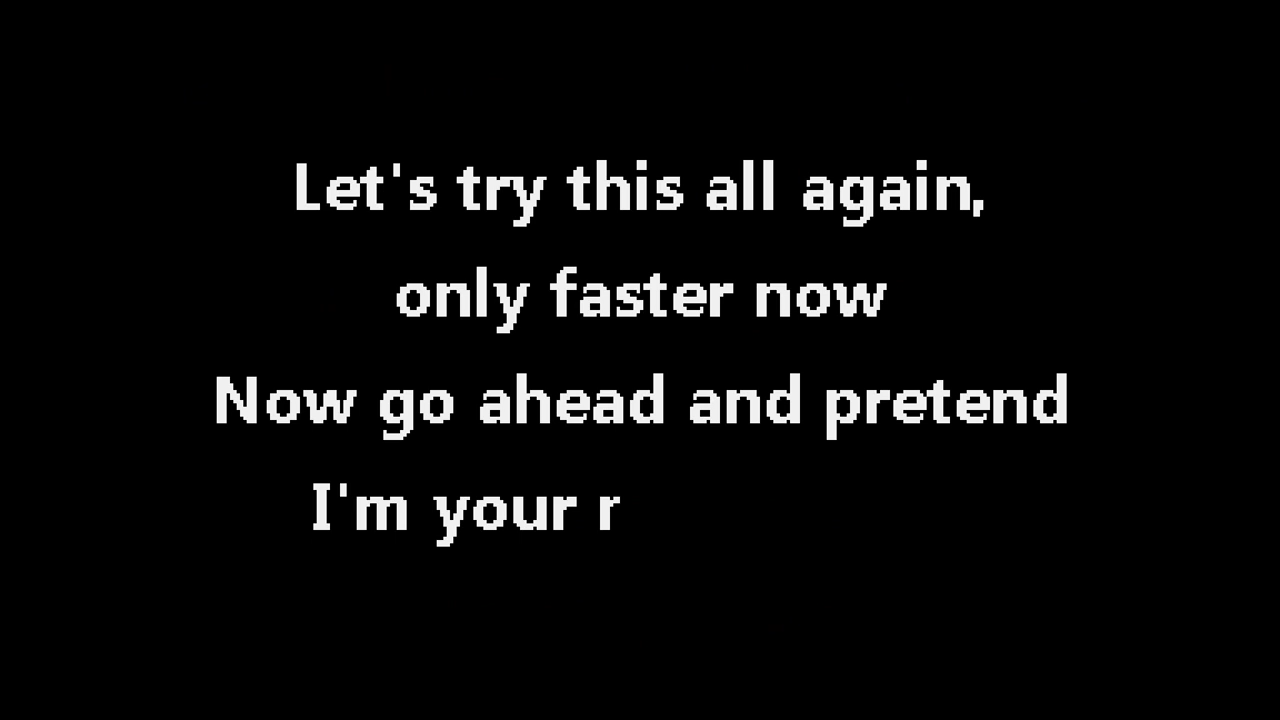 Let's try this all again,
only faster now
Now go ahead and pretend
I'm your r